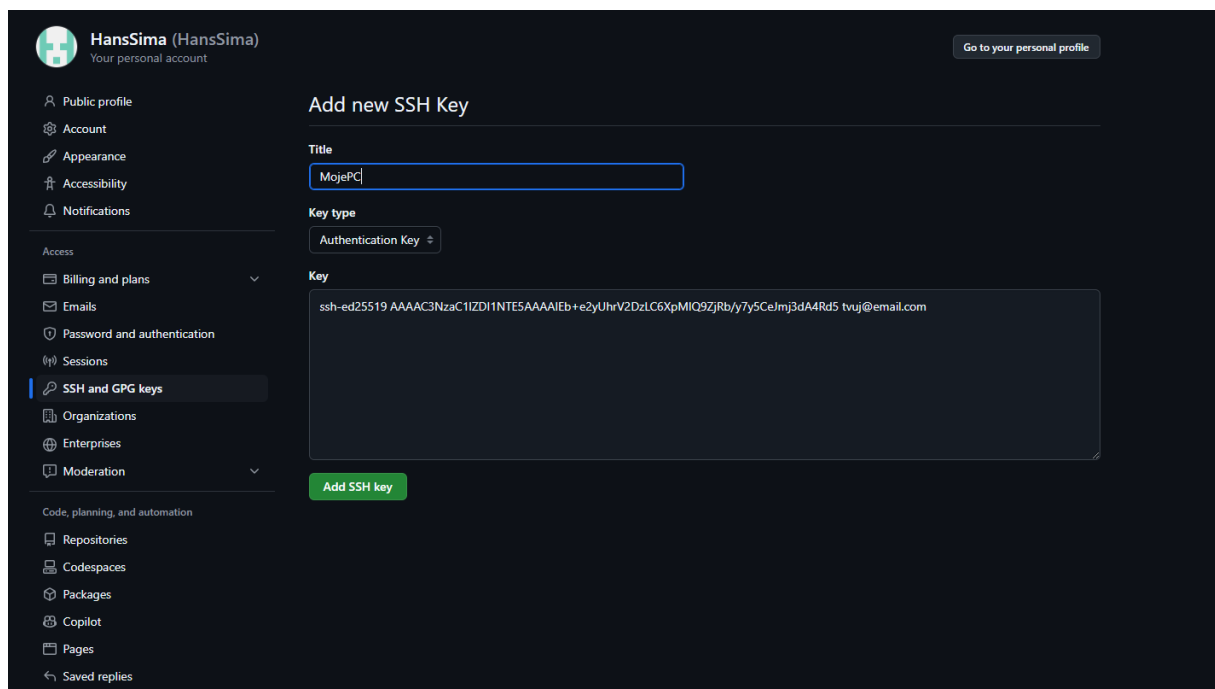 HansSima (HansSima)
Your personal account
Go to your personal profile
Public profile
Account
Appearance
Accessibility
Notifications
Access
Billing and plans
Emails
Password and authentication
Sessions
SSH and GPG keys
Organizations
Enterprises
Moderation
Code, planning, and automation
Repositories
Codespaces
Packages
Copilot
Pages
Saved replies
Add new SSH Key
Title
MojePC
Key type
Authentication Key
Key
ssh-ed25519 AAAAC3NzaC1lZDI1NTE5AAAAIEb+e2yUhrV2DzLC6XpMIQ9ZjRb/y7y5CeJmj3dA4Rd5 tvuj@email.com
Add SSH key